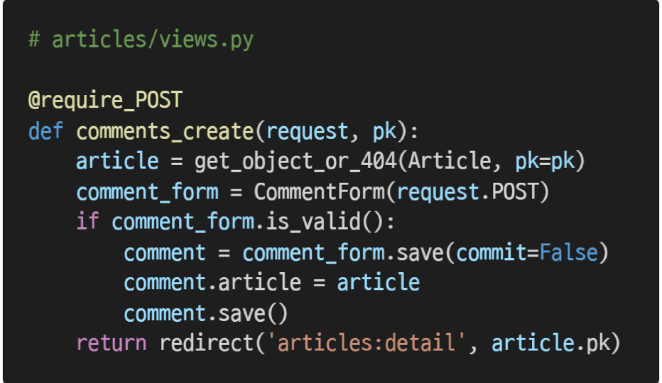 # articles/views.py

@require_POST
def comments_create(request, pk):
    article = get_object_or_404(Article, pk=pk)
    comment_form = CommentForm(request.POST)
    if comment_form.is_valid():
        comment = comment_form.save(commit=False)
        comment.article = article
        comment.save()
    return redirect('articles:detail', article.pk)